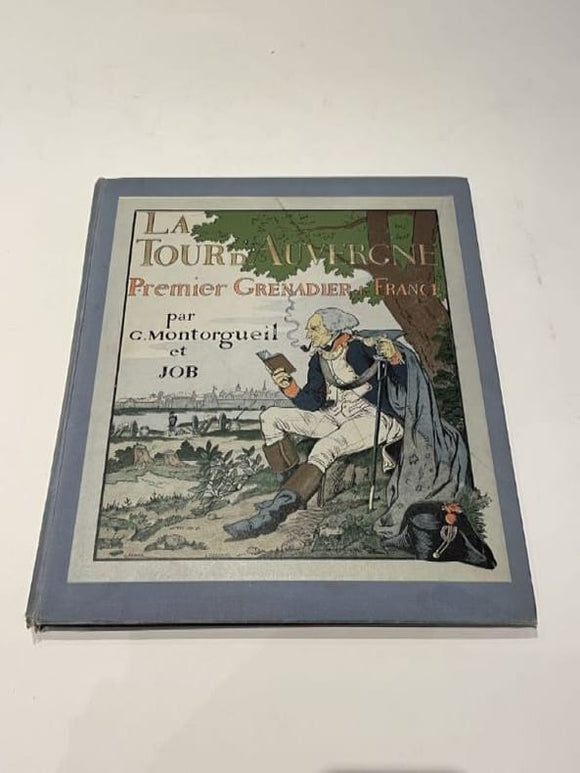 LA
TOUR D'AUVERGNE
Premier GRENADIER de FRANCE
par
G. Montorgueil
et
JOB